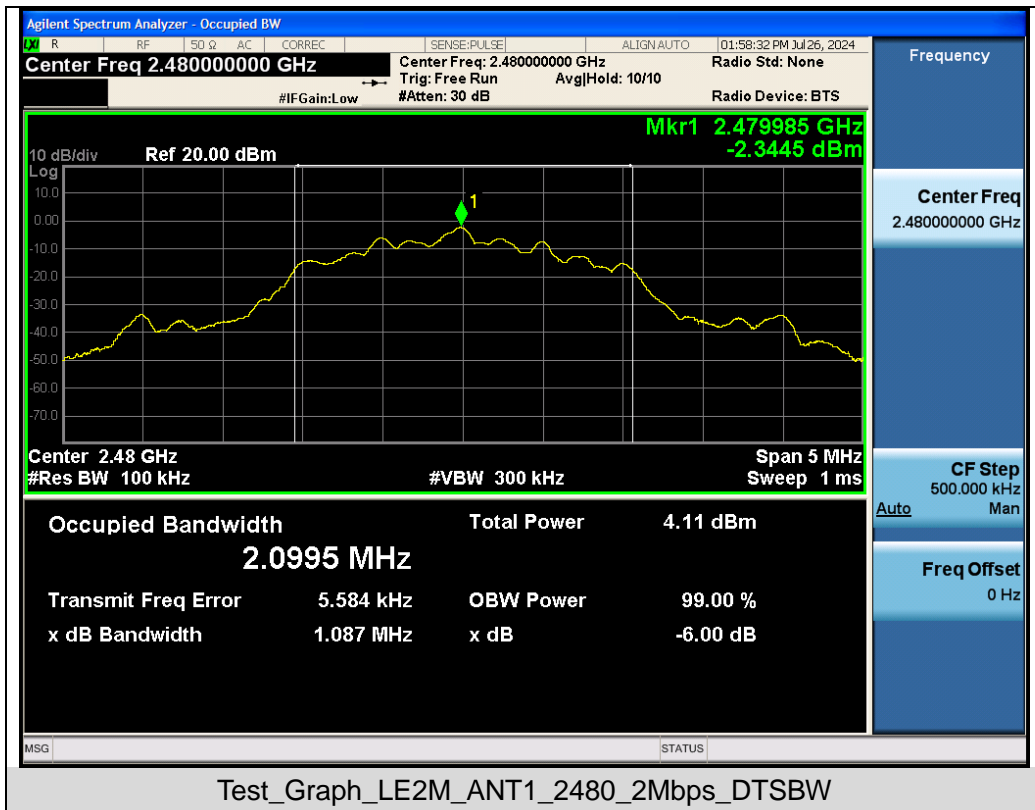 Agilent Spectrum Analyzer - Occupied BW
LXI R RF 50 Ω AC CORREC SENSE:PULSE ALIGN AUTO 01:58:32 PM Jul 26, 2024
Center Freq 2.480000000 GHz
Center Freq: 2.480000000 GHz
Radio Std: None
Trig: Free Run Avg|Hold: 10/10
#IFGain:Low
#Atten: 30 dB
Radio Device: BTS
Mkr1 2.479985 GHz
-2.3445 dBm
10 dB/div Ref 20.00 dBm
Log
10.0
0.00
-10.0
-20.0
-30.0
-40.0
-50.0
-60.0
-70.0
1
Center 2.48 GHz Span 5 MHz
#Res BW 100 kHz #VBW 300 kHz Sweep 1 ms
Occupied Bandwidth Total Power 4.11 dBm
2.0995 MHz
Transmit Freq Error 5.584 kHz OBW Power 99.00 %
x dB Bandwidth 1.087 MHz x dB -6.00 dB
Frequency
Center Freq
2.480000000 GHz
CF Step
500.000 kHz
Auto Man
Freq Offset
0 Hz
MSG STATUS
Test_Graph_LE2M_ANT1_2480_2Mbps_DTSBW